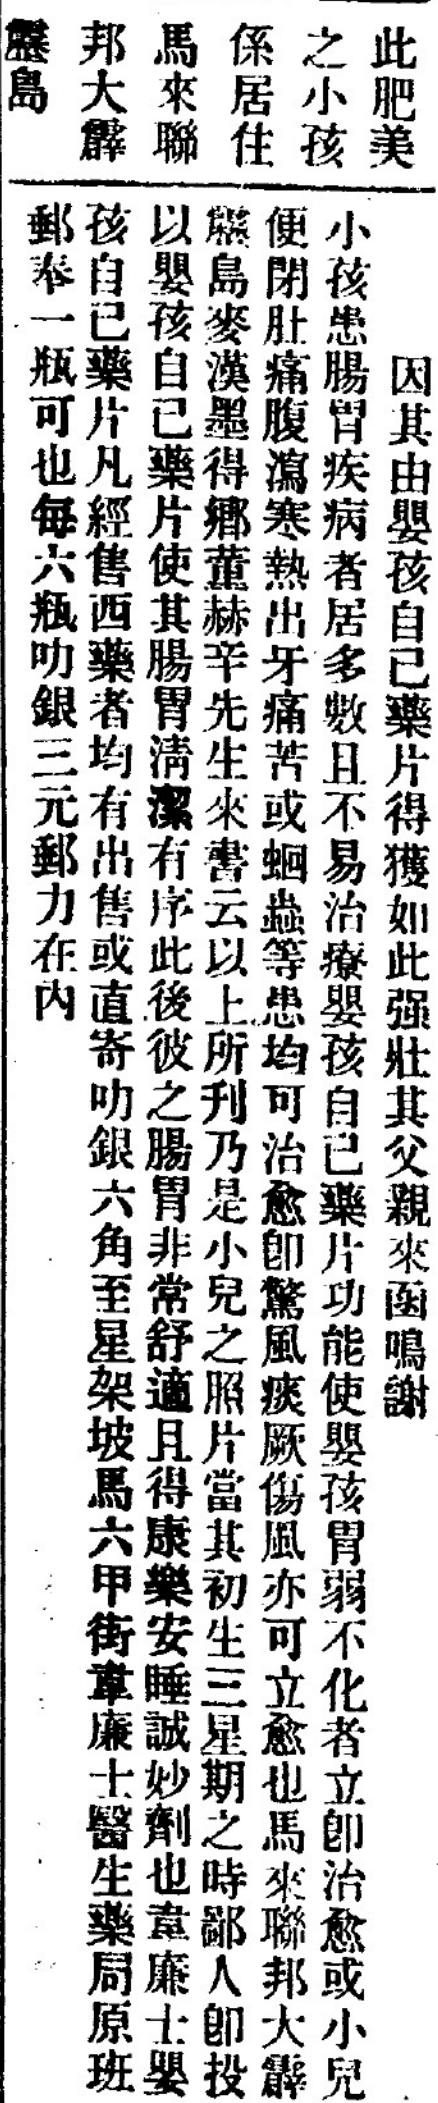 此肥美
之小孩
係居住
馬來聯
邦大霹
靂島
因其由嬰孩自己藥片得獲如此强壯其父親來函鳴謝
小孩患腸胃疾病者居多數且不易治療嬰孩自己藥片功能使嬰孩胃弱不化者立卽治愈或小兒
便閉肚痛腹瀉寒熱出牙痛苦或蛔蟲等患均可治愈卽驚風痰厥傷風亦可立愈也馬來聯邦大霹
靂島麥漢墨得鄉董赫辛先生來書云以上所刋乃是小兒之照片當其初生三星期之時鄙人卽投
以嬰孩自己藥片使其腸胃淸潔有序此後彼之腸胃非常舒適且得康樂安睡誠妙劑也韋廉士嬰
孩自己藥片凡經售西藥者均有出售或直寄叻銀六角至星架坡馬六甲街韋廉士醫生藥局原班
郵奉一瓶可也每六瓶叻銀三元郵力在內